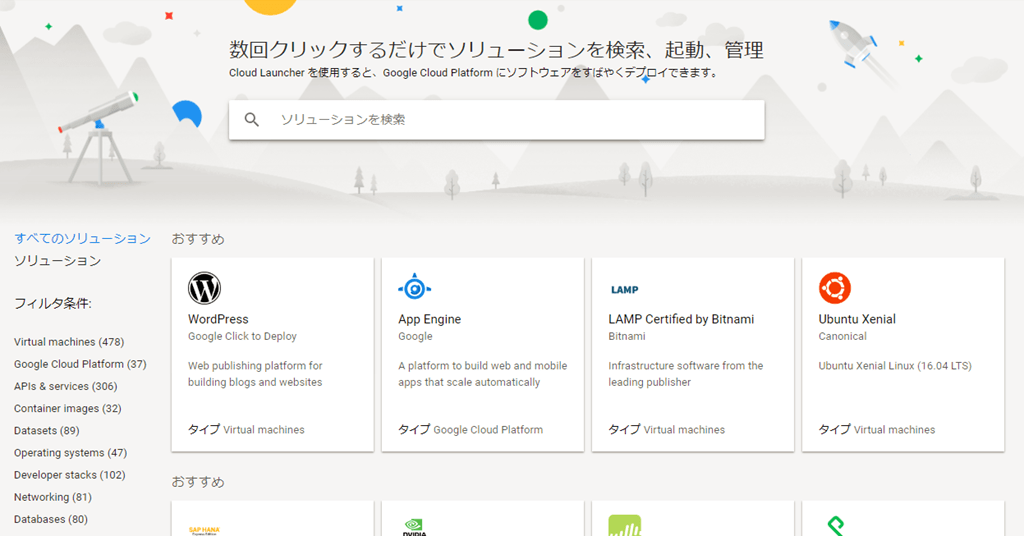 数回クリックするだけでソリューションを検索、起動、管理
Cloud Launcher を使用すると、Google Cloud Platform にソフトウェアをすばやくデプロイできます。
ソリューションを検索
すべてのソリューション
ソリューション
フィルタ条件:
Virtual machines (478)
Google Cloud Platform (37)
APIs & services (306)
Container images (32)
Datasets (89)
Operating systems (47)
Developer stacks (102)
Networking (81)
Databases (80)
おすすめ
WordPress
Google Click to Deploy
Web publishing platform for
building blogs and websites
タイプ Virtual machines
App Engine
Google
A platform to build web and mobile
apps that scale automatically
タイプ Google Cloud Platform
LAMP
LAMP Certified by Bitnami
Bitnami
Infrastructure software from the
leading publisher
タイプ Virtual machines
Ubuntu Xenial
Canonical
Ubuntu Xenial Linux (16.04 LTS)
タイプ Virtual machines
おすすめ
SAP HANA
NVIDIA